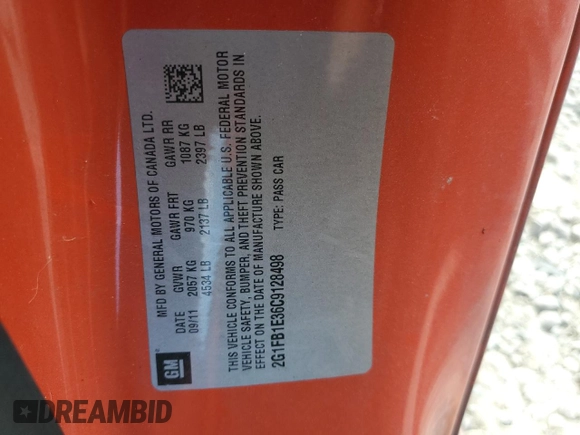 MFD BY GENERAL MOTORS OF CANADA LTD.
DATE GVWR GAWR FRT GAWR RR
09/11 2057 KG 970 KG 1087 KG
4534 LB 2137 LB 2397 LB
THIS VEHICLE CONFORMS TO ALL APPLICABLE U.S. FEDERAL MOTOR
VEHICLE SAFETY, BUMPER, AND THEFT PREVENTION STANDARDS IN
EFFECT ON THE DATE OF MANUFACTURE SHOWN ABOVE.
2G1FB1E36C9128498 TYPE: PASS CAR
GM®
DREAMBID